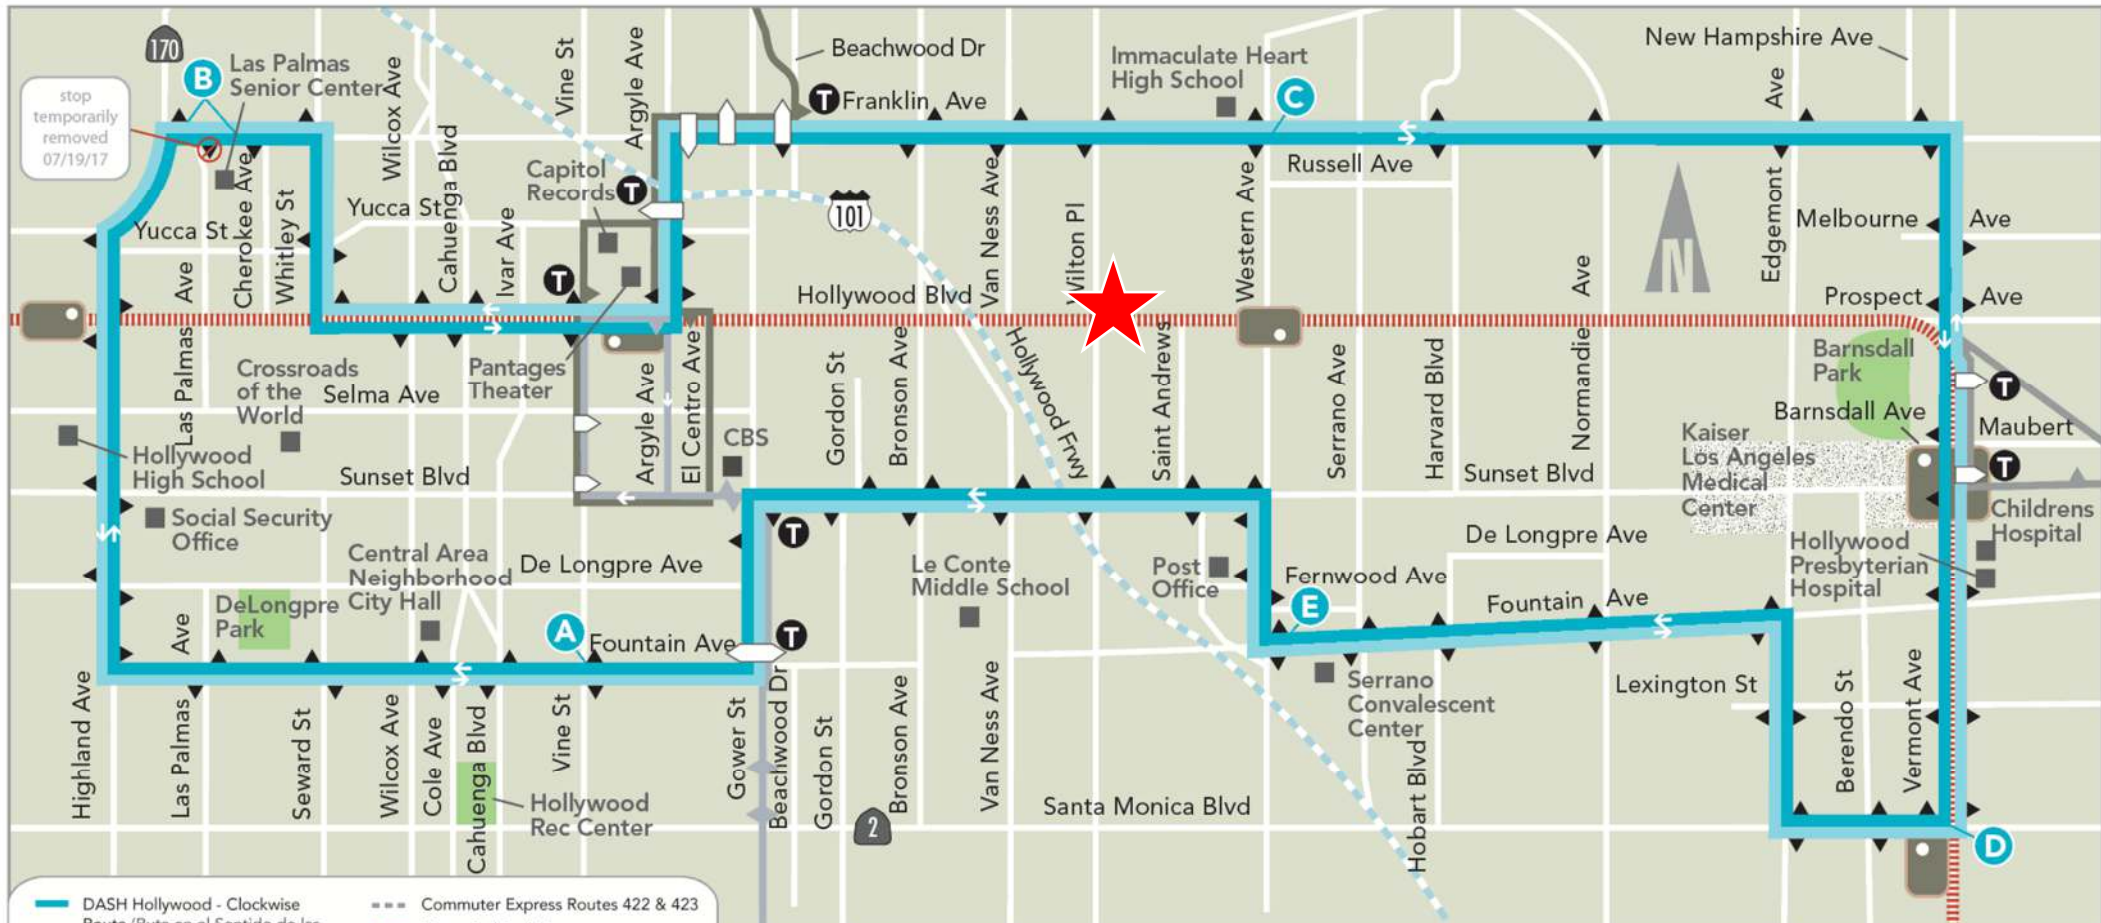 170
B
Las Palmas
Senior Center
stop
temporarily
removed
07/19/17
Wilcox Ave
Cahuenga Blvd
Vine St
Argyle Ave
Beachwood Dr
T
Franklin Ave
Immaculate Heart
High School
C
New Hampshire Ave
Ave
Edgemont
Russell Ave
Capitol
Records
T
Cherokee Ave
Whitley St
Yucca St
Yucca St
Ivar Ave
T
101
Van Ness Ave
Wilton Pl
Western Ave
N
Melbourne
Ave
Prospect
Ave
Hollywood Blvd
Ave
Las Palmas
Ave
Normandie
Crossroads
of the
World
Selma Ave
Pantages
Theater
Argyle Ave
El Centro Ave
Gordon St
Bronson Ave
Hollywood Frwy
Saint Andrews
Serrano Ave
Harvard Blvd
Barnsdall
Park
T
Barnsdall Ave
Maubert
Kaiser
Los Angeles
Medical
Center
T
Hollywood
High School
CBS
Sunset Blvd
Sunset Blvd
Social Security
Office
Childrens
Hospital
Central Area
Neighborhood
City Hall
De Longpre Ave
T
De Longpre Ave
Hollywood
Presbyterian
Hospital
Le Conte
Middle School
Post
Office
Fernwood Ave
E
Fountain Ave
DeLongpre
Park
Ave
A
Fountain Ave
T
Serrano
Convalescent
Center
Lexington St
Highland Ave
Las Palmas
Seward St
Wilcox Ave
Cole Ave
Cahuenga Blvd
Vine St
Gower St
Beachwood Dr
Gordon St
Bronson Ave
Van Ness Ave
Hobart Blvd
Berendo St
Vermont Ave
Hollywood
Rec Center
2
Santa Monica Blvd
D
DASH Hollywood - Clockwise
Commuter Express Routes 422 & 423